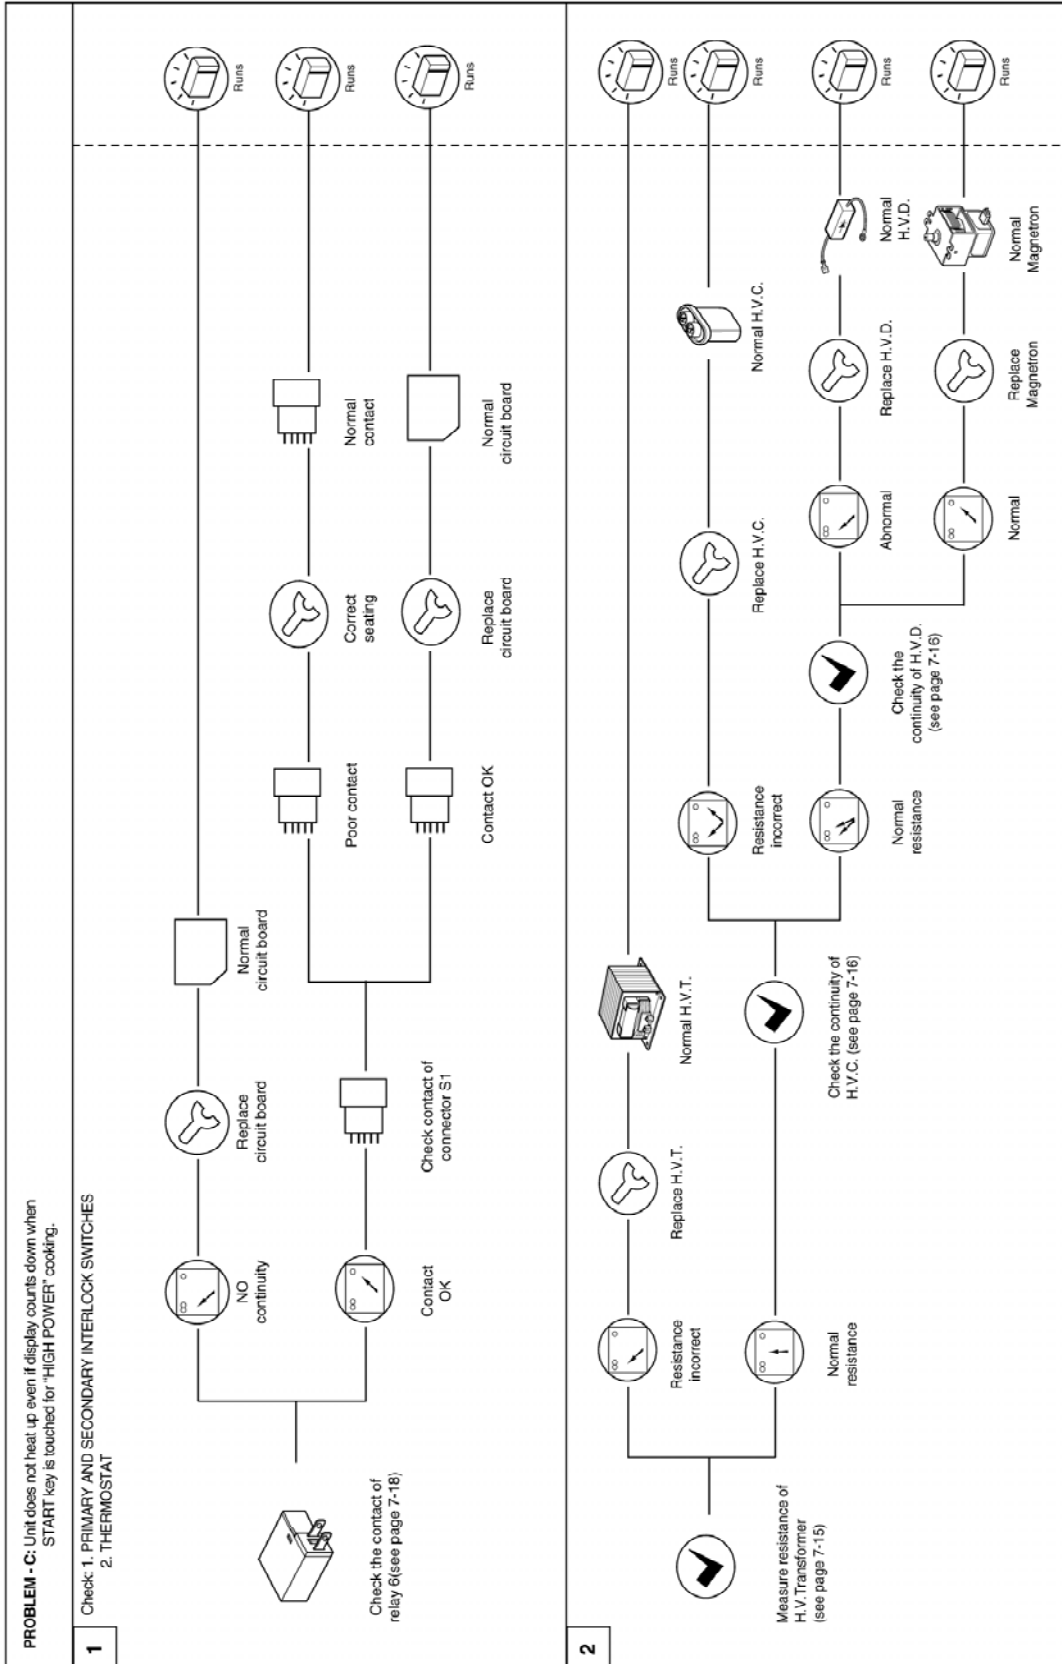 PROBLEM - C: Unit does not heat up even if display counts down when
START key is touched for "HIGH POWER" cooking.
Check: 1. PRIMARY AND SECONDARY INTERLOCK SWITCHES
2. THERMOSTAT
1
Check the contact of
relay 6(see page 7-18)
NO
continuity
Replace
circuit board
Normal
circuit board
Runs
Contact
OK
Check contact of
connector S1
Poor contact
Correct
seating
Normal
contact
Runs
Contact OK
Replace
circuit board
Normal
circuit board
Runs
2
Measure resistance of
H.V.Transformer
(see page 7-15)
Resistance
incorrect
Replace H.V.T.
Normal H.V.T.
Runs
Normal
resistance
Check the continuity of
H.V.C. (see page 7-16)
Resistance
incorrect
Replace H.V.C.
Normal H.V.C.
Runs
Normal
resistance
Check the
continuity of H.V.D.
(see page 7-16)
Abnormal
Replace H.V.D.
Normal
H.V.D.
Runs
Normal
Replace
Magnetron
Normal
Magnetron
Runs